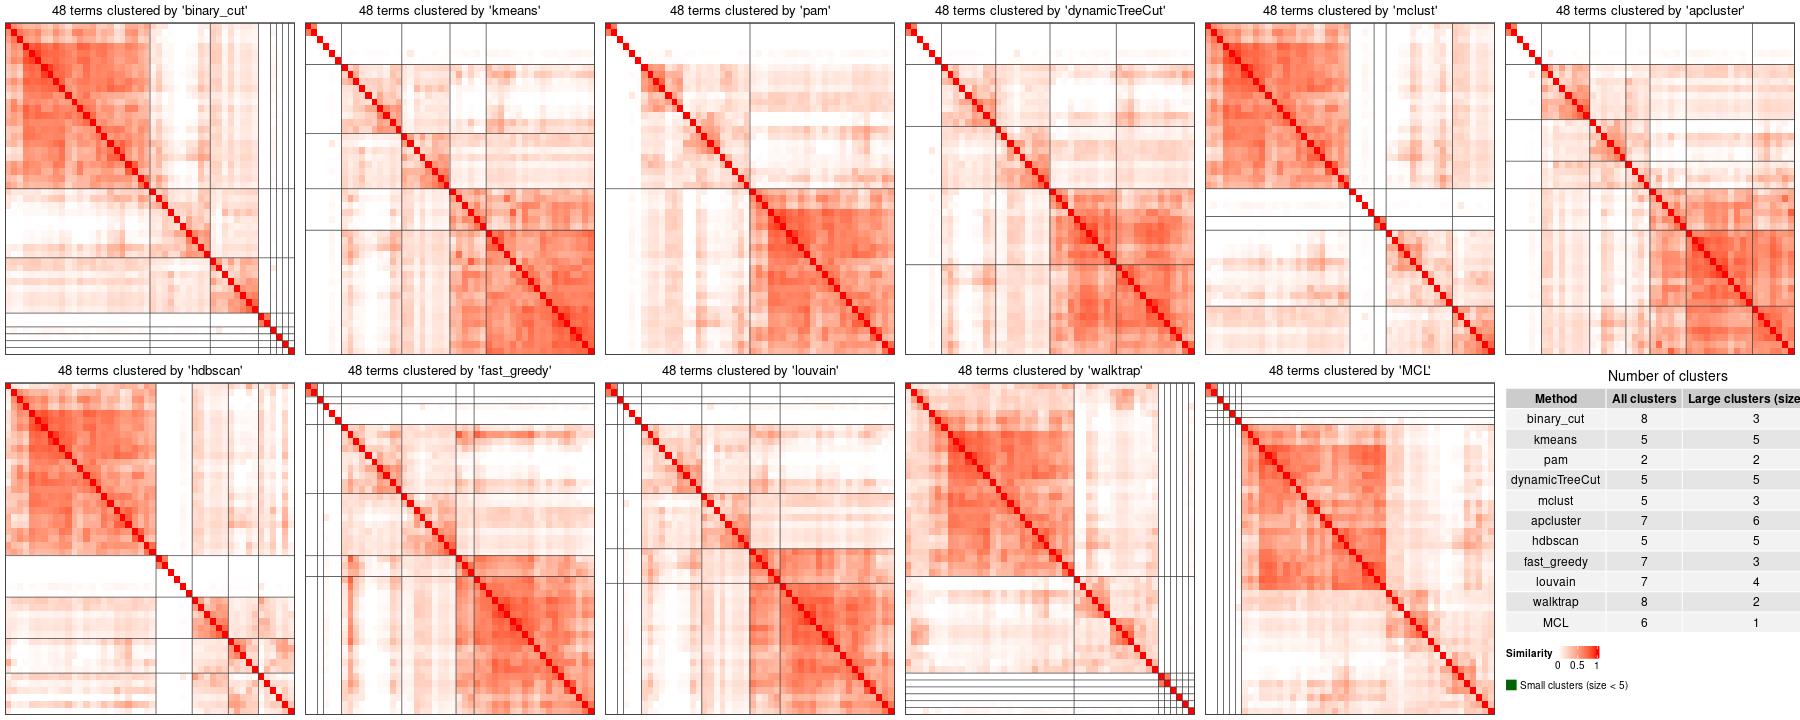 48 terms clustered by 'binary_cut'
48 terms clustered by 'kmeans'
48 terms clustered by 'pam'
48 terms clustered by 'dynamicTreeCut'
48 terms clustered by 'mclust'
48 terms clustered by 'apcluster'
48 terms clustered by 'hdbscan'
48 terms clustered by 'fast_greedy'
48 terms clustered by 'louvain'
48 terms clustered by 'walktrap'
48 terms clustered by 'MCL'
Number of clusters
Method All clusters Large clusters (size
binary_cut 8 3
kmeans 5 5
pam 2 2
dynamicTreeCut 5 5
mclust 5 3
apcluster 7 6
hdbscan 5 5
fast_greedy 7 3
louvain 7 4
walktrap 8 2
MCL 6 1
Similarity
0 0.5 1
Small clusters (size < 5)